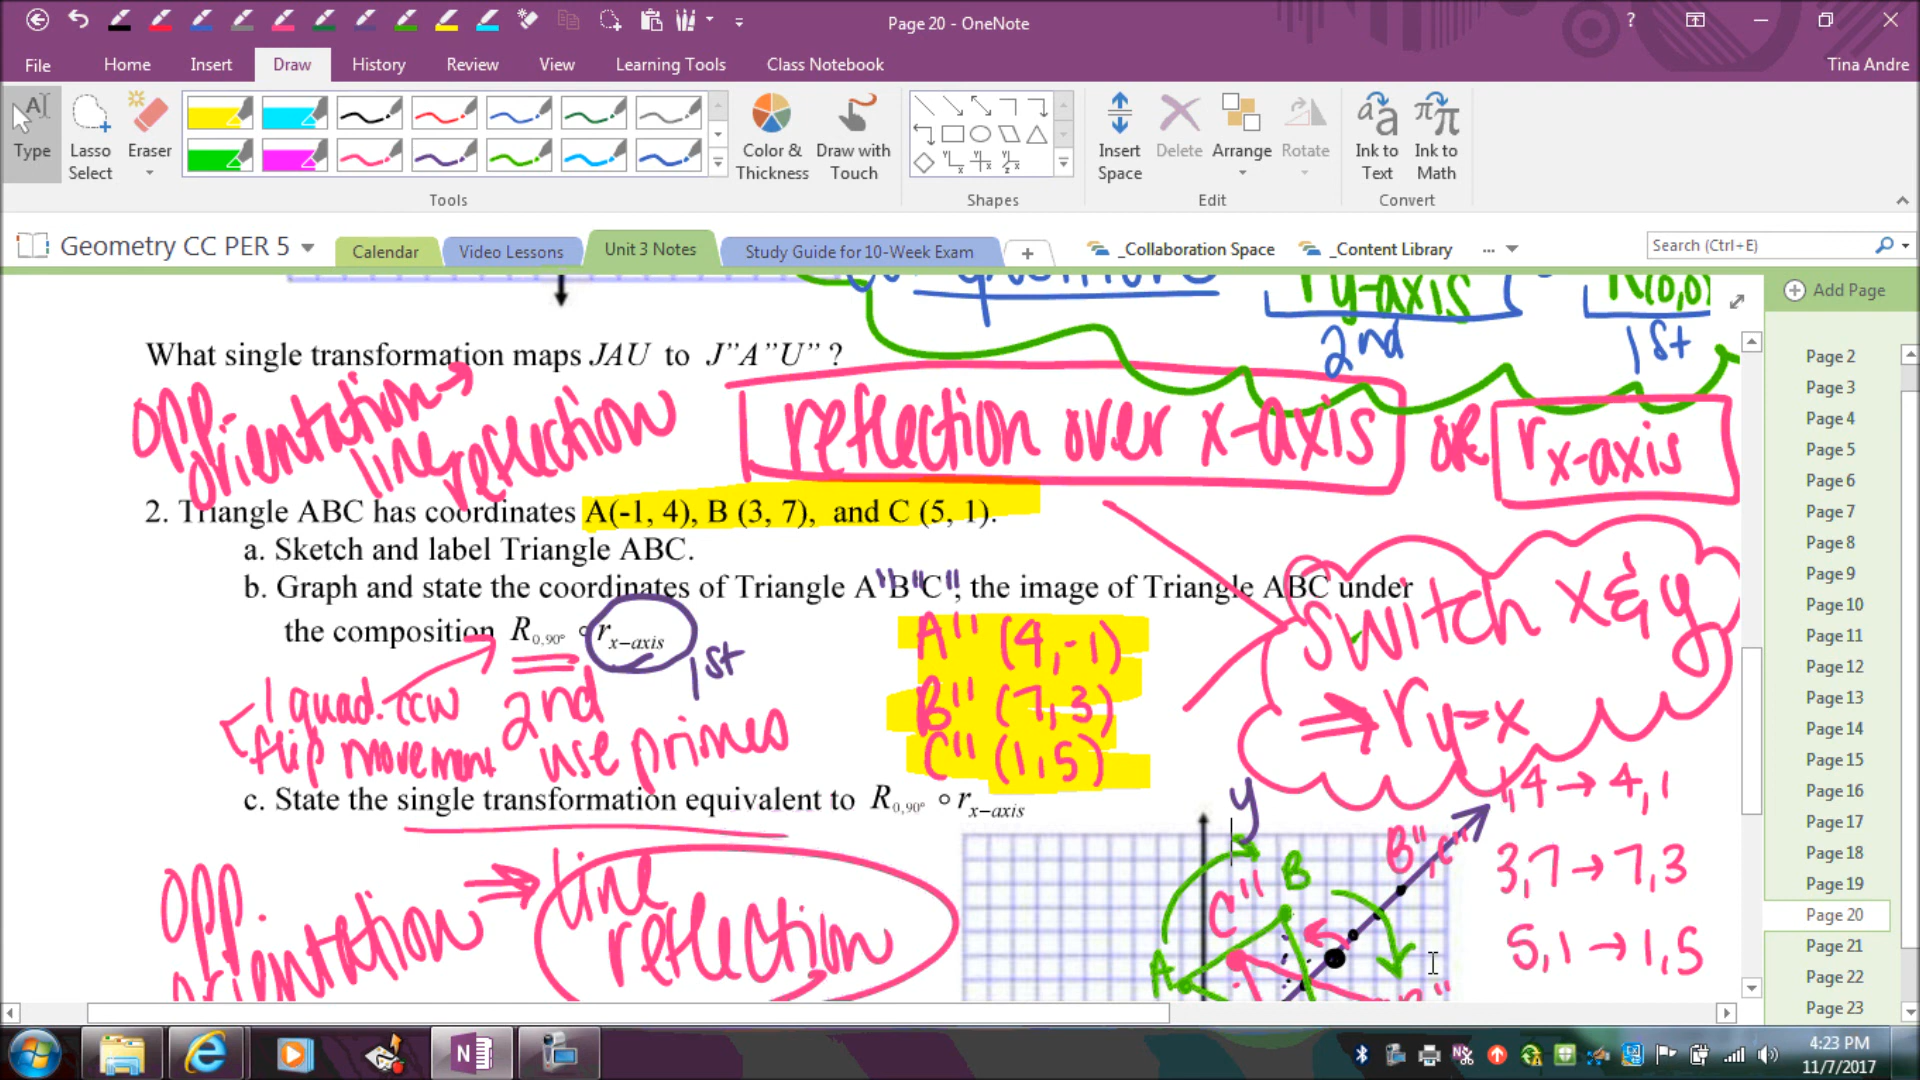 Page 20 - OneNote
?
File Home Insert Draw History Review View Learning Tools Class Notebook
Tina Andre
Type
Lasso Select
Eraser
Color & Thickness
Draw with Touch
Insert Space
Delete
Arrange
Rotate
Ink to Text
Ink to Math
Tools
Shapes
Edit
Convert
Geometry CC PER 5
Calendar
Video Lessons
Unit 3 Notes
Study Guide for 10-Week Exam
_Collaboration Space
_Content Library
...
Search (Ctrl+E)
Add Page
ry-axis
R(0,0)
2nd
1st
What single transformation maps JAU to J”A”U” ?
opp. orientation → line reflection
reflection over x-axis
or
rx-axis
2. Triangle ABC has coordinates A(-1, 4), B (3, 7), and C (5, 1).
a. Sketch and label Triangle ABC.
b. Graph and state the coordinates of Triangle A"B"C", the image of Triangle ABC under
the composition R0,90° ∘ rx−axis
1st
2nd
1 quad. ccw
flip movement
use primes
A" (4,-1)
B" (7,3)
C" (1,5)
switch x & y
⇒ ry=x
c. State the single transformation equivalent to R0,90° ∘ rx−axis
opp. orientation ⇒ line reflection
1,4 → 4,1
3,7 → 7,3
5,1 → 1,5
y
B
C"
A
Page 2
Page 3
Page 4
Page 5
Page 6
Page 7
Page 8
Page 9
Page 10
Page 11
Page 12
Page 13
Page 14
Page 15
Page 16
Page 17
Page 18
Page 19
Page 20
Page 21
Page 22
Page 23
4:23 PM
11/7/2017